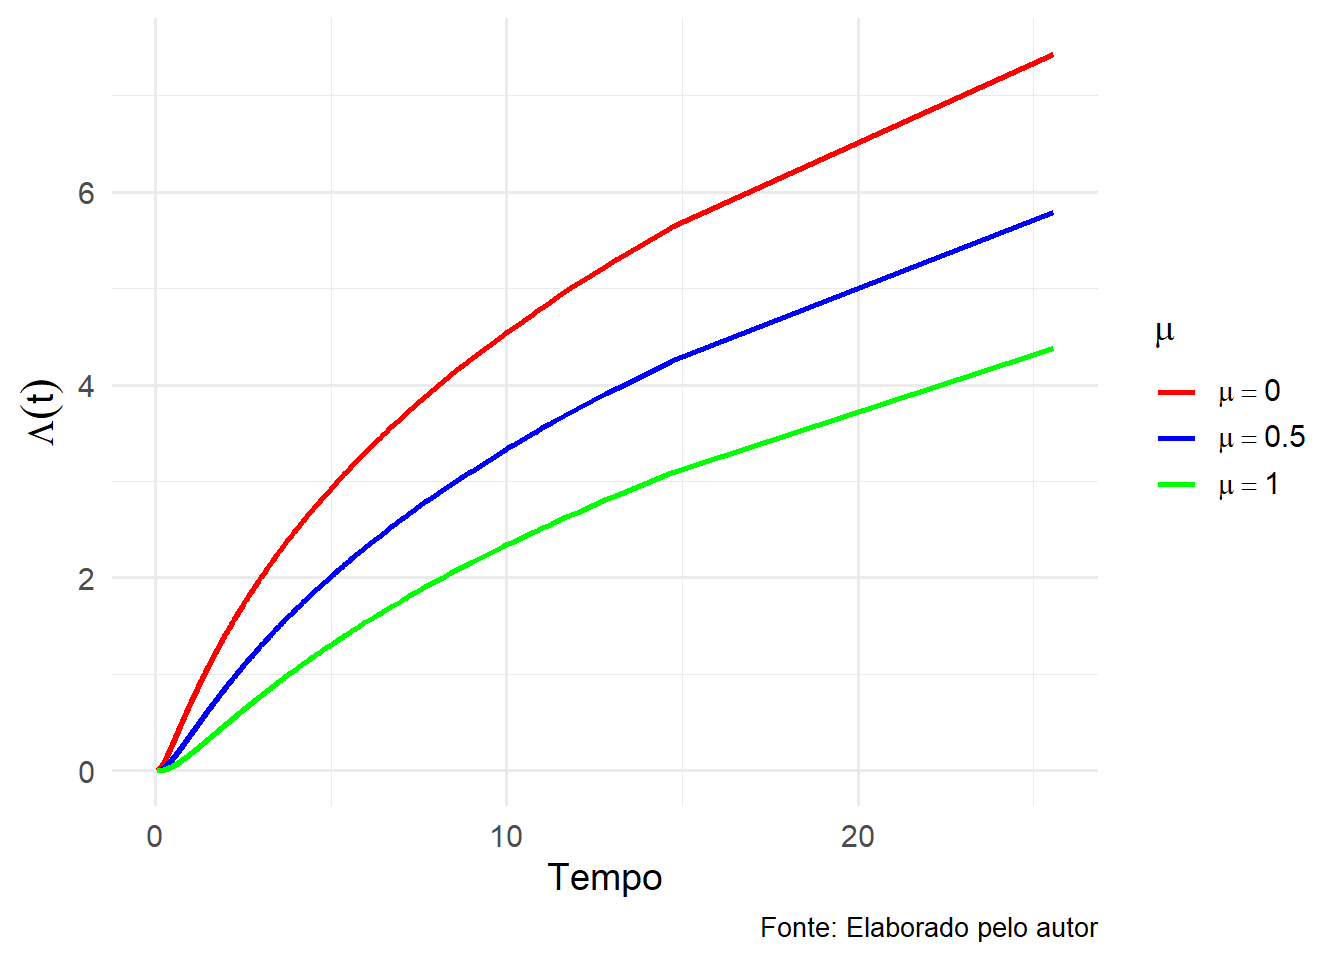 Λ(t)
6
4
2
0
0
10
20
Tempo
μ
μ = 0
μ = 0.5
μ = 1
Fonte: Elaborado pelo autor